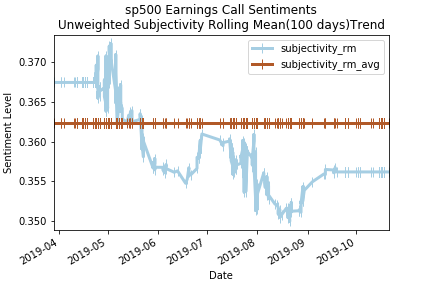 sp500 Earnings Call Sentiments
Unweighted Subjectivity Rolling Mean(100 days)Trend
subjectivity_rm
subjectivity_rm_avg
Sentiment Level
0.370
0.365
0.360
0.355
0.350
2019-04
2019-05
2019-06
2019-07
2019-08
2019-09
2019-10
Date